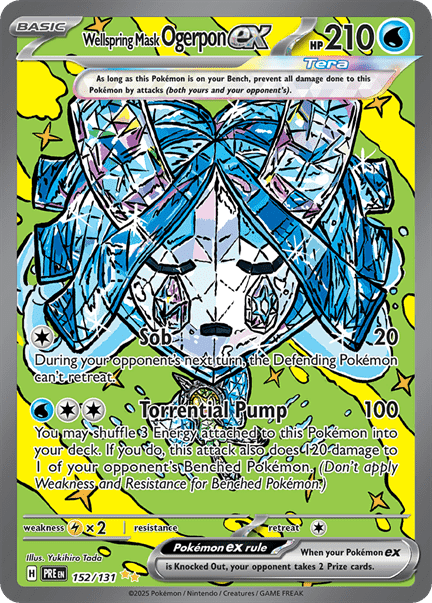 BASIC
Wellspring Mask Ogerpon ex HP 210
Tera
As long as this Pokémon is on your Bench, prevent all damage done to this
Pokémon by attacks (both yours and your opponent's).
Sob 20
During your opponent's next turn, the Defending Pokémon
can't retreat.
Torrential Pump 100
You may shuffle 3 Energy attached to this Pokémon into
your deck. If you do, this attack also does 120 damage to
1 of your opponent's Benched Pokémon. (Don't apply
Weakness and Resistance for Benched Pokémon.)
weakness ×2 resistance retreat
Illus. Yukihiro Tada
Pokémon ex rule
When your Pokémon ex
is Knocked Out, your opponent takes 2 Prize cards.
H PRE EN 152/131
©2025 Pokémon / Nintendo / Creatures / GAME FREAK